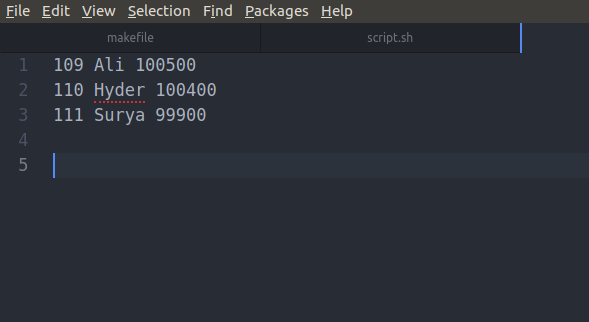 File Edit View Selection Find Packages Help
makefile script.sh
1 109 Ali 100500
2 110 Hyder 100400
3 111 Surya 99900
4
5